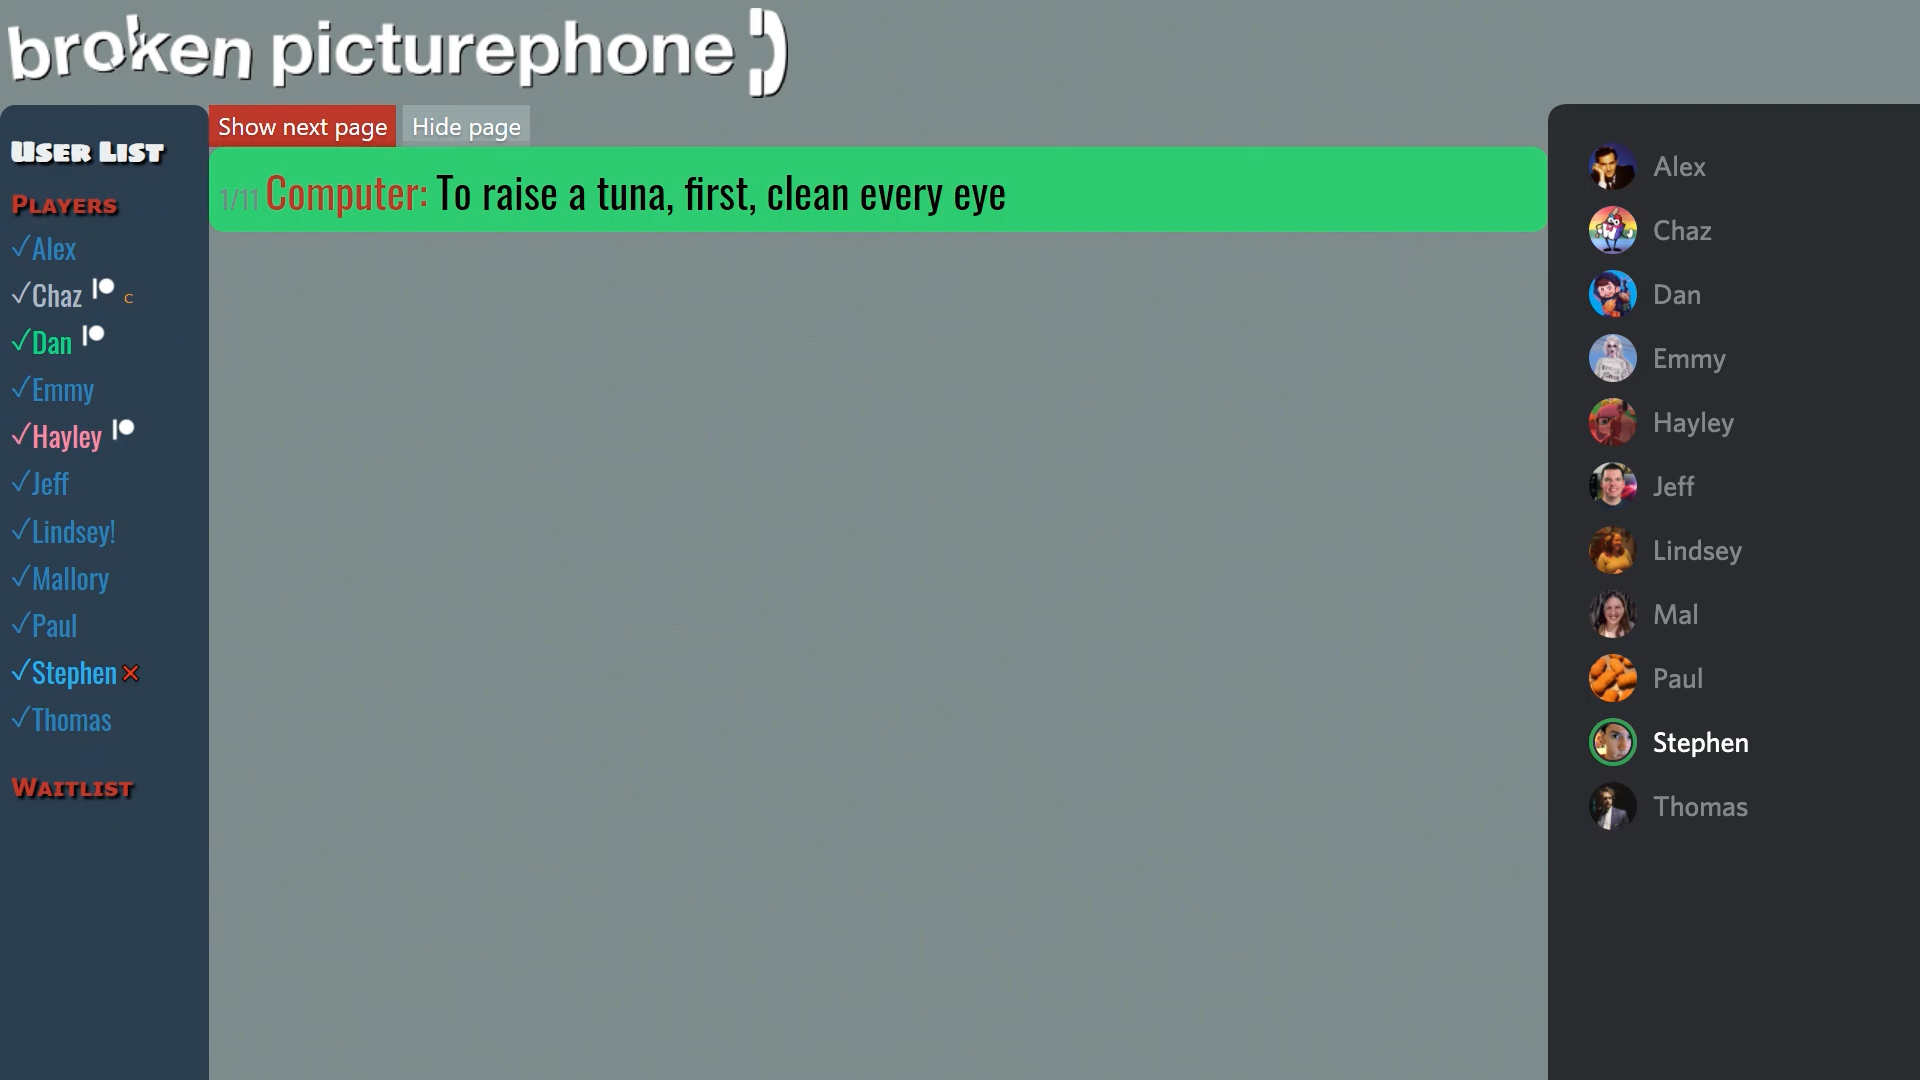 broken picturephone
Show next page Hide page
User List
Players
✓Alex
✓Chaz C
✓Dan
✓Emmy
✓Hayley
✓Jeff
✓Lindsey!
✓Mallory
✓Paul
✓Stephen ✕
✓Thomas
Waitlist
1/11 Computer: To raise a tuna, first, clean every eye
Alex
Chaz
Dan
Emmy
Hayley
Jeff
Lindsey
Mal
Paul
Stephen
Thomas